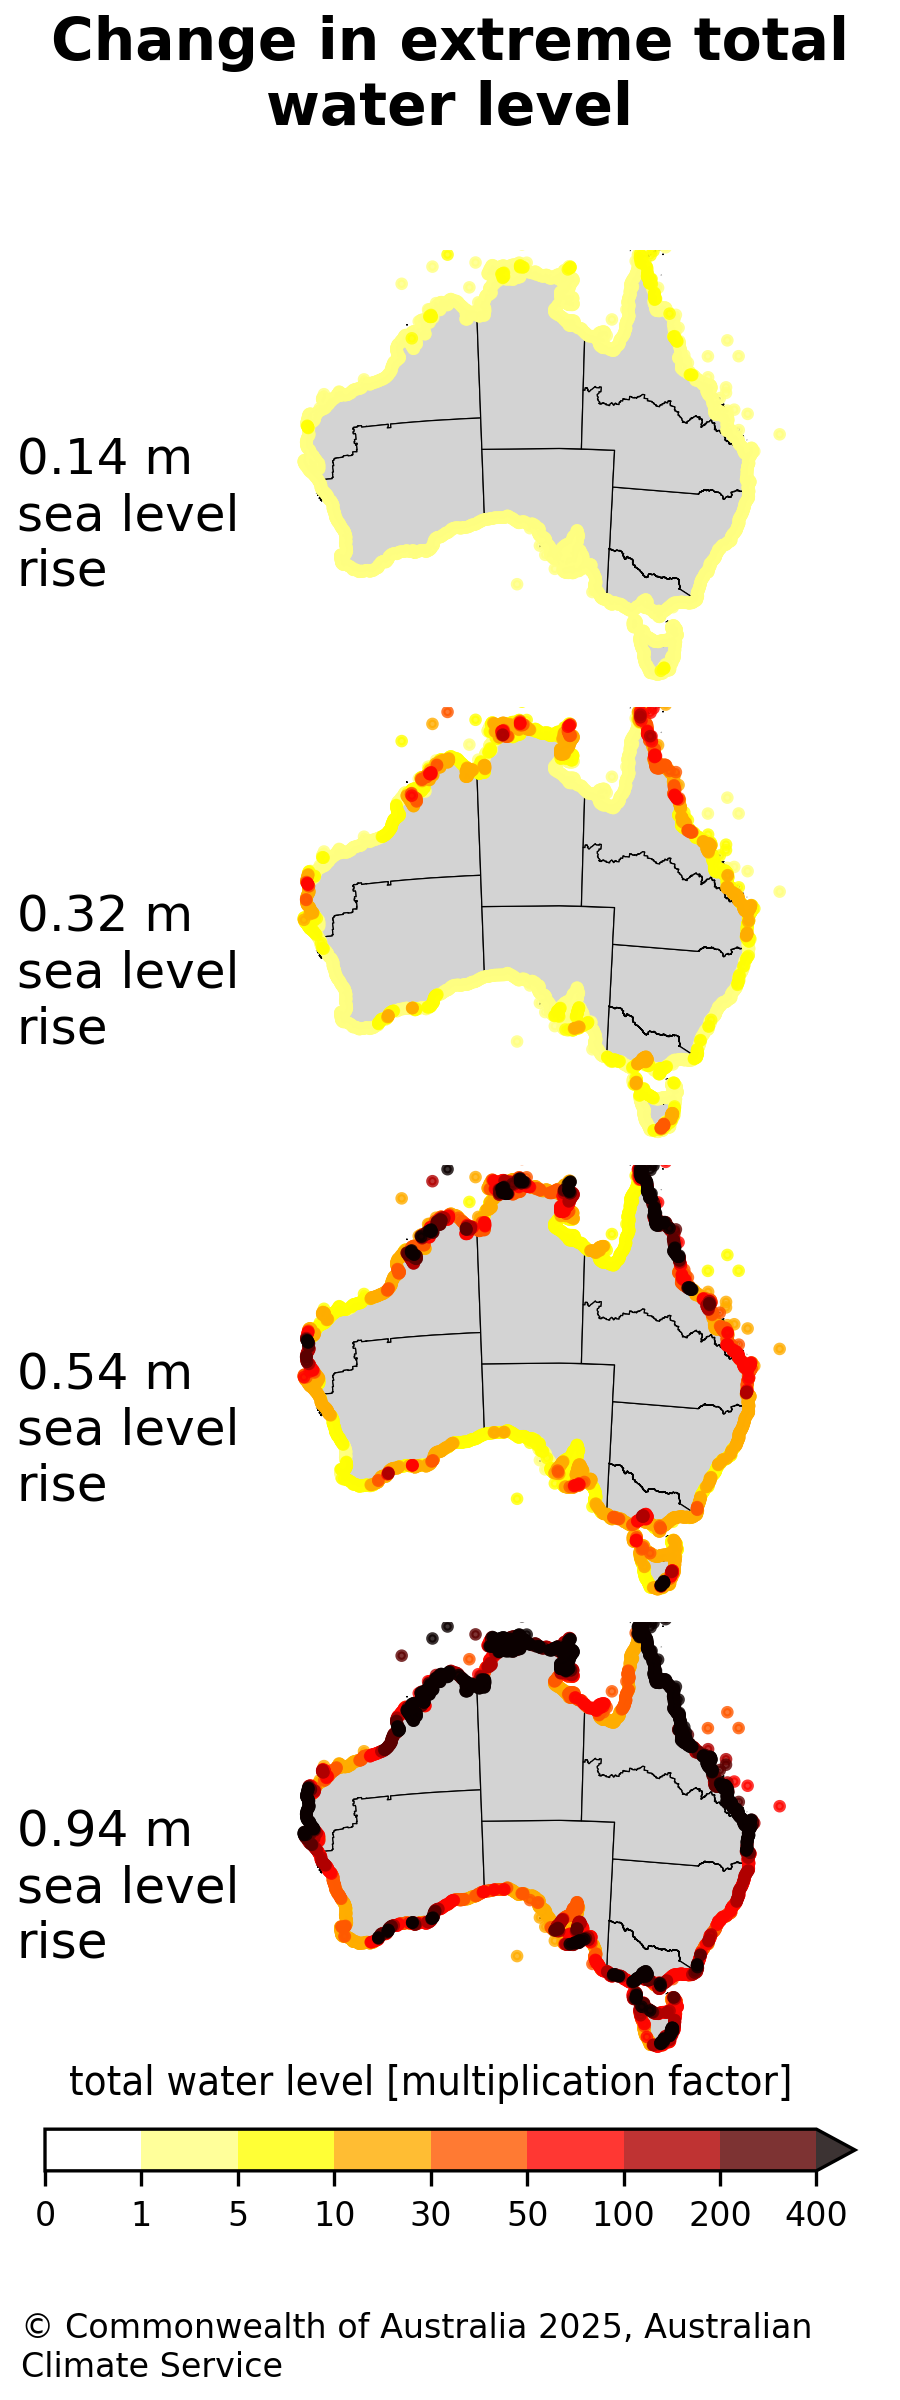 Change in extreme total
water level
0.14 m
sea level
rise
0.32 m
sea level
rise
0.54 m
sea level
rise
0.94 m
sea level
rise
total water level [multiplication factor]
0 1 5 10 30 50 100 200 400
© Commonwealth of Australia 2025, Australian
Climate Service